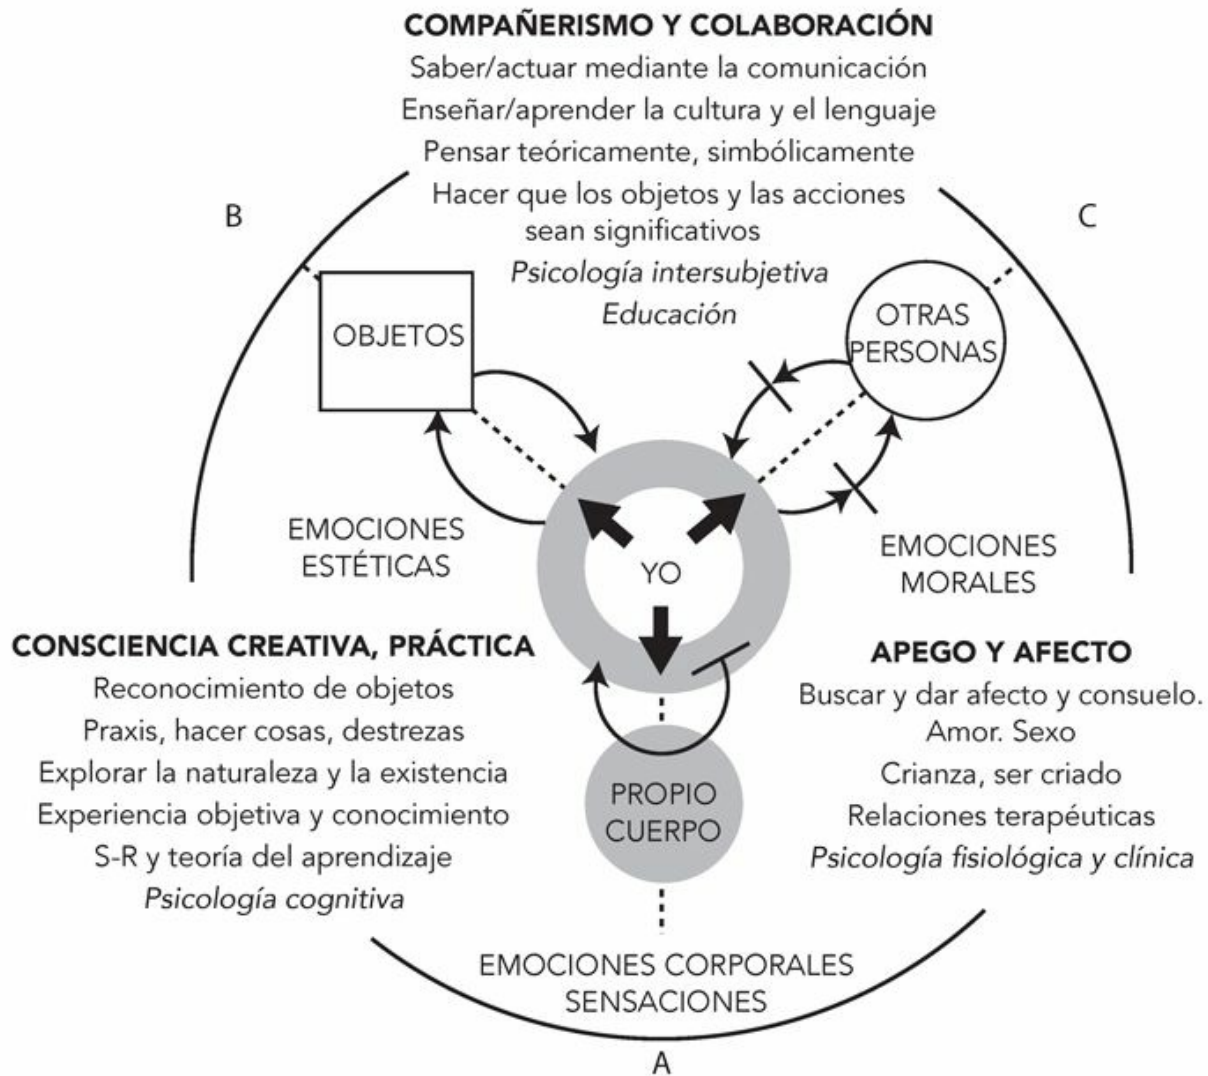 COMPAÑERISMO Y COLABORACIÓN
Saber/actuar mediante la comunicación
Enseñar/aprender la cultura y el lenguaje
Pensar teóricamente, simbólicamente
Hacer que los objetos y las acciones
sean significativos
Psicología intersubjetiva
Educación
B
C
OBJETOS
OTRAS
PERSONAS
EMOCIONES
ESTÉTICAS
YO
EMOCIONES
MORALES
CONSCIENCIA CREATIVA, PRÁCTICA
Reconocimiento de objetos
Praxis, hacer cosas, destrezas
Explorar la naturaleza y la existencia
Experiencia objetiva y conocimiento
S-R y teoría del aprendizaje
Psicología cognitiva
APEGO Y AFECTO
Buscar y dar afecto y consuelo.
Amor. Sexo
Crianza, ser criado
Relaciones terapéuticas
Psicología fisiológica y clínica
PROPIO
CUERPO
EMOCIONES CORPORALES
SENSACIONES
A